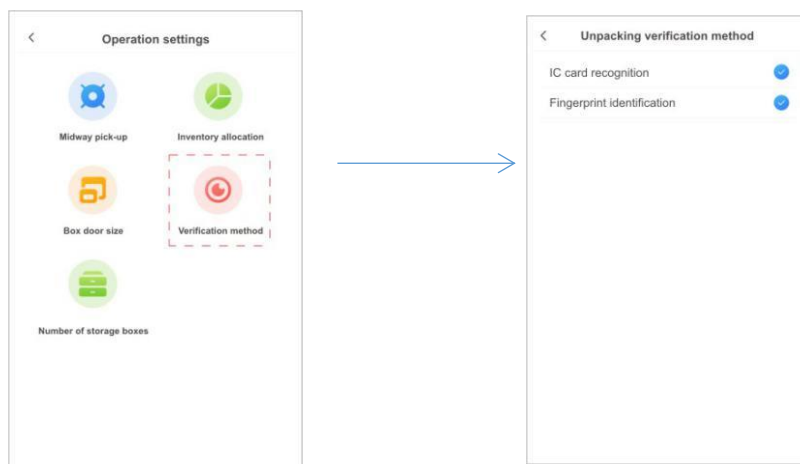 Operation settings
Midway pick-up
Inventory allocation
Box door size
Verification method
Number of storage boxes
Unpacking verification method
IC card recognition
Fingerprint identification